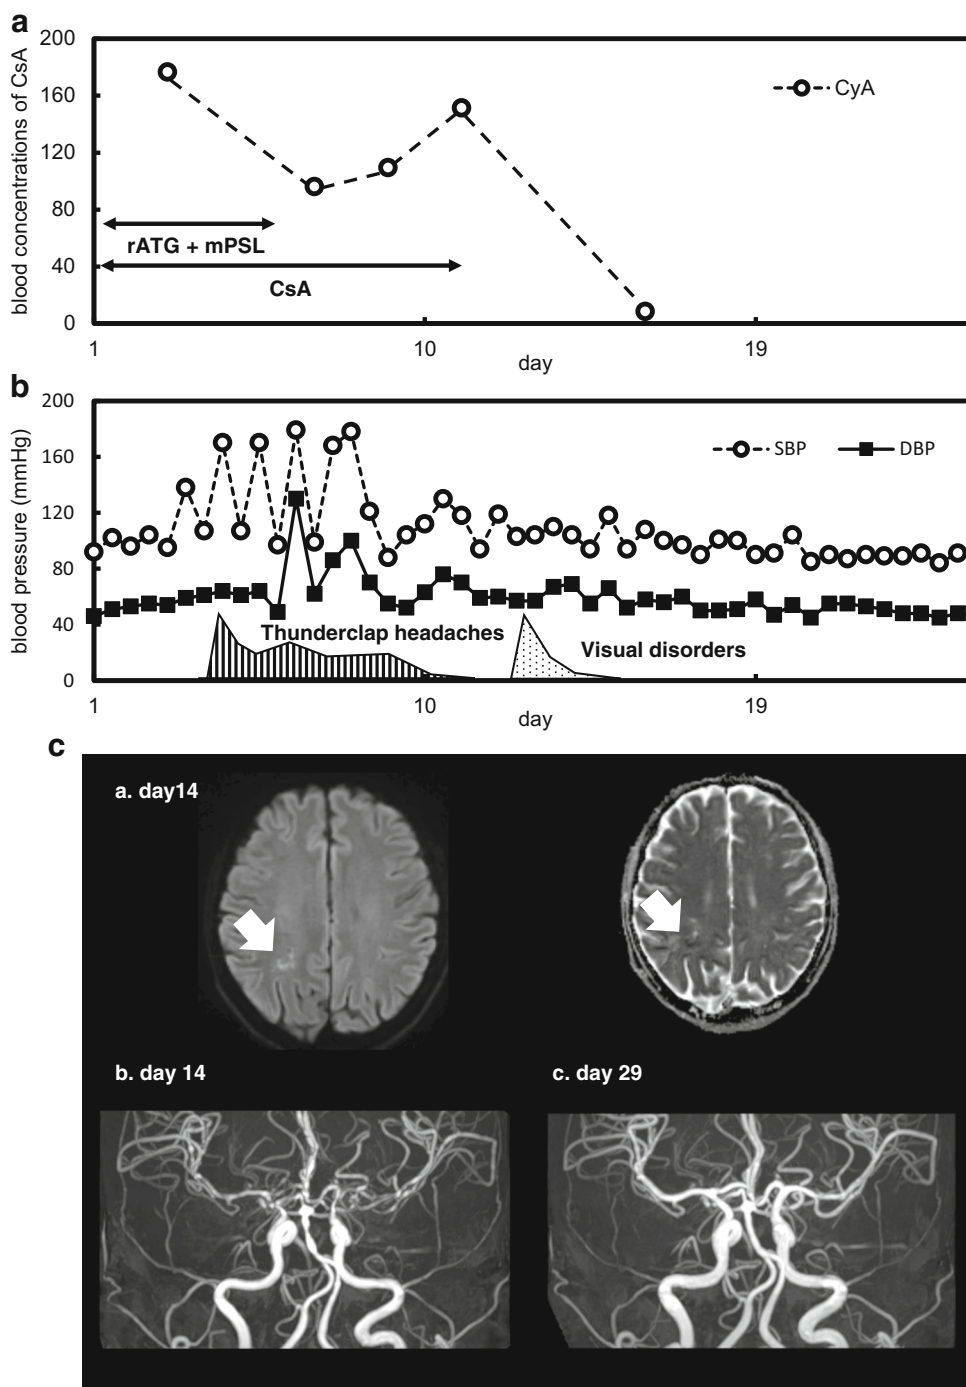 a
200
160
120
80
40
0
blood concentrations of CsA
CyA
rATG + mPSL
CsA
1 10 19
day
b
200
160
120
80
40
0
blood pressure (mmHg)
SBP DBP
Thunderclap headaches
Visual disorders
1 10 19
day
c
a. day14
b. day 14 c. day 29